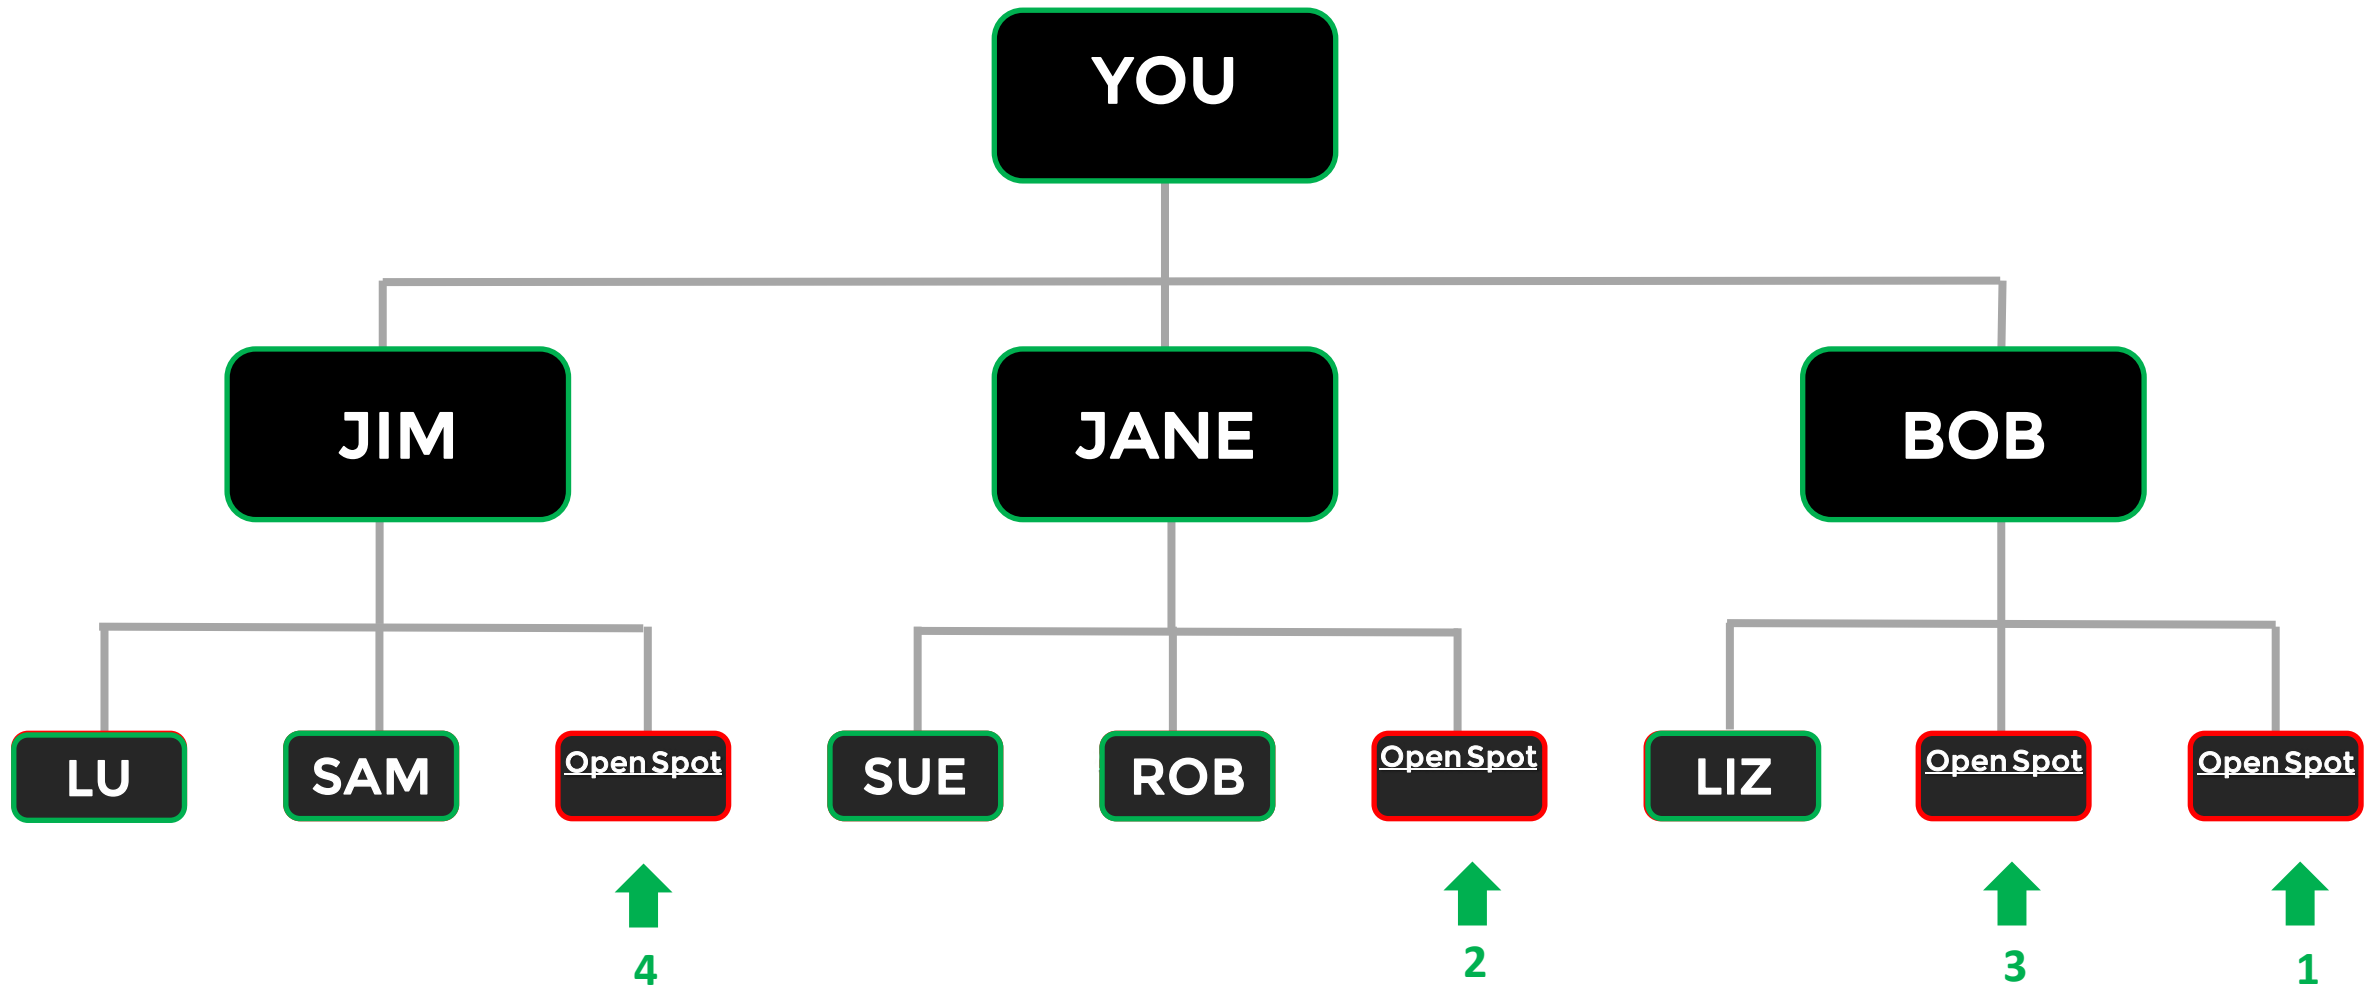 YOU
JIM
JANE
BOB
LU
SAM
Open Spot
SUE
ROB
Open Spot
LIZ
Open Spot
Open Spot
4
2
3
1